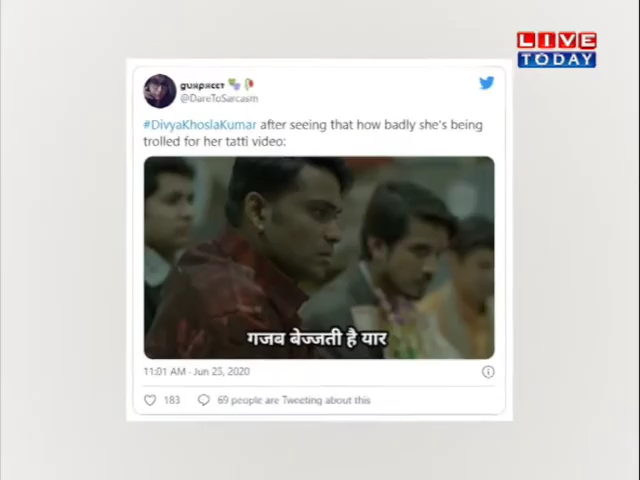 LIVE
TODAY
@DareToSarcasm
#DivyaKhoslaKumar after seeing that how badly she's being
trolled for her tatti video:
गजब बेज्जती है यार
11:01 AM · Jun 25, 2020
183 69 people are Tweeting about this